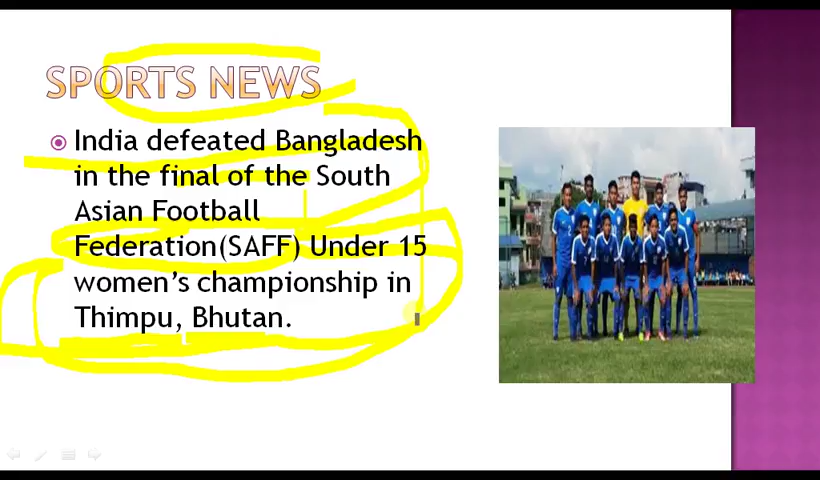 SPORTS NEWS
India defeated Bangladesh
in the final of the South
Asian Football
Federation(SAFF) Under 15
women's championship in
Thimpu, Bhutan.